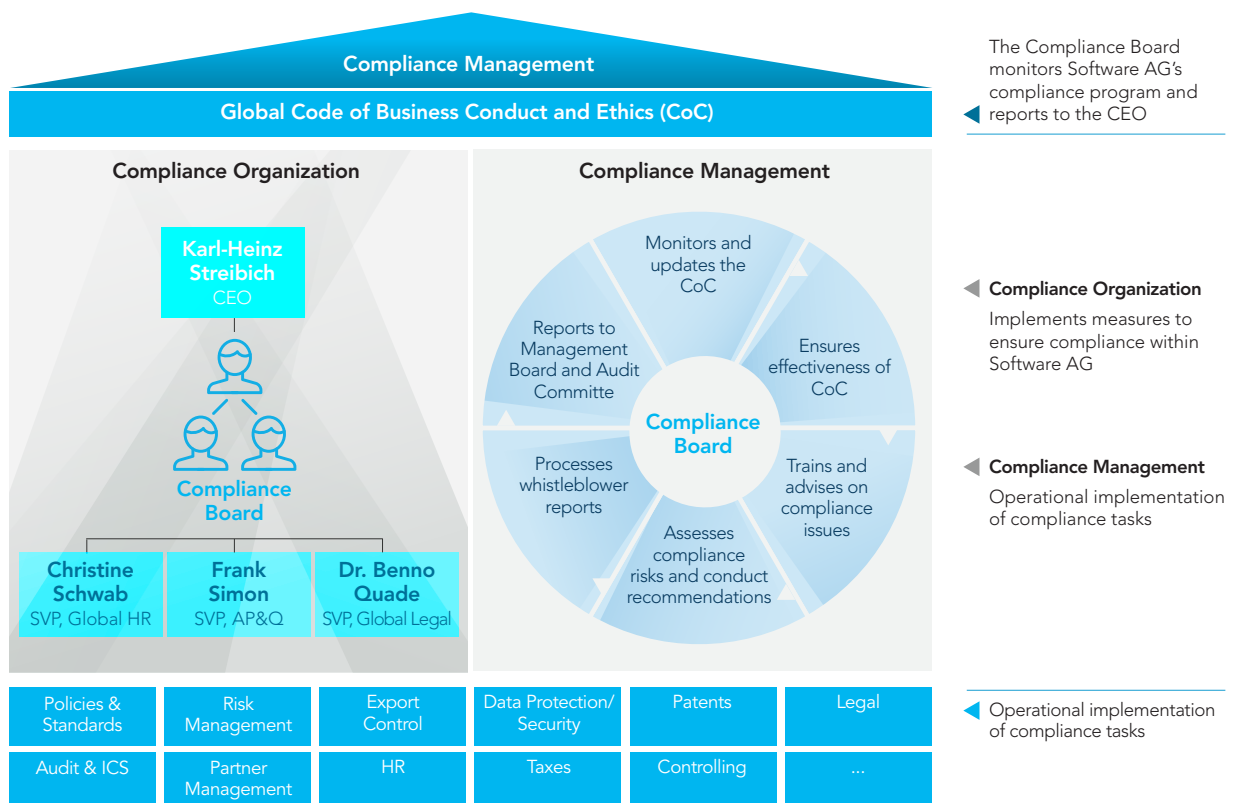 Compliance Management
Global Code of Business Conduct and Ethics (CoC)
The Compliance Board
monitors Software AG's
compliance program and
reports to the CEO
Compliance Organization
Karl-Heinz
Streibich
CEO
Compliance
Board
Christine
Schwab
SVP, Global HR
Frank
Simon
SVP, AP&Q
Dr. Benno
Quade
SVP, Global Legal
Compliance Management
Monitors and
updates the
CoC
Ensures
effectiveness of
CoC
Trains and
advises on
compliance
issues
Assesses
compliance
risks and conduct
recommendations
Processes
whistleblower
reports
Reports to
Management
Board and Audit
Committe
Compliance
Board
Compliance Organization
Implements measures to
ensure compliance within
Software AG
Compliance Management
Operational implementation
of compliance tasks
Policies &
Standards
Risk
Management
Export
Control
Data Protection/
Security
Patents
Legal
Audit & ICS
Partner
Management
HR
Taxes
Controlling
...
Operational implementation
of compliance tasks